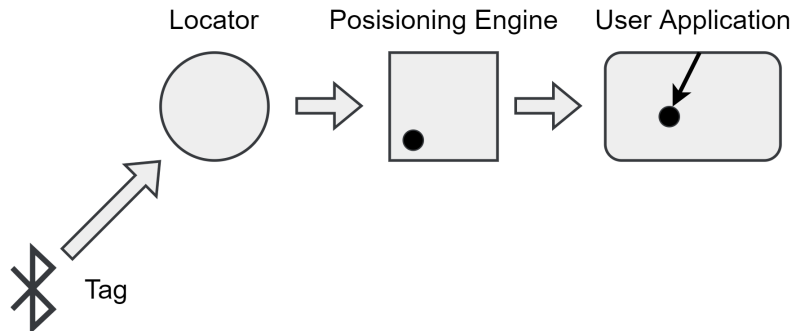 Locator
Posisioning Engine
User Application
Tag